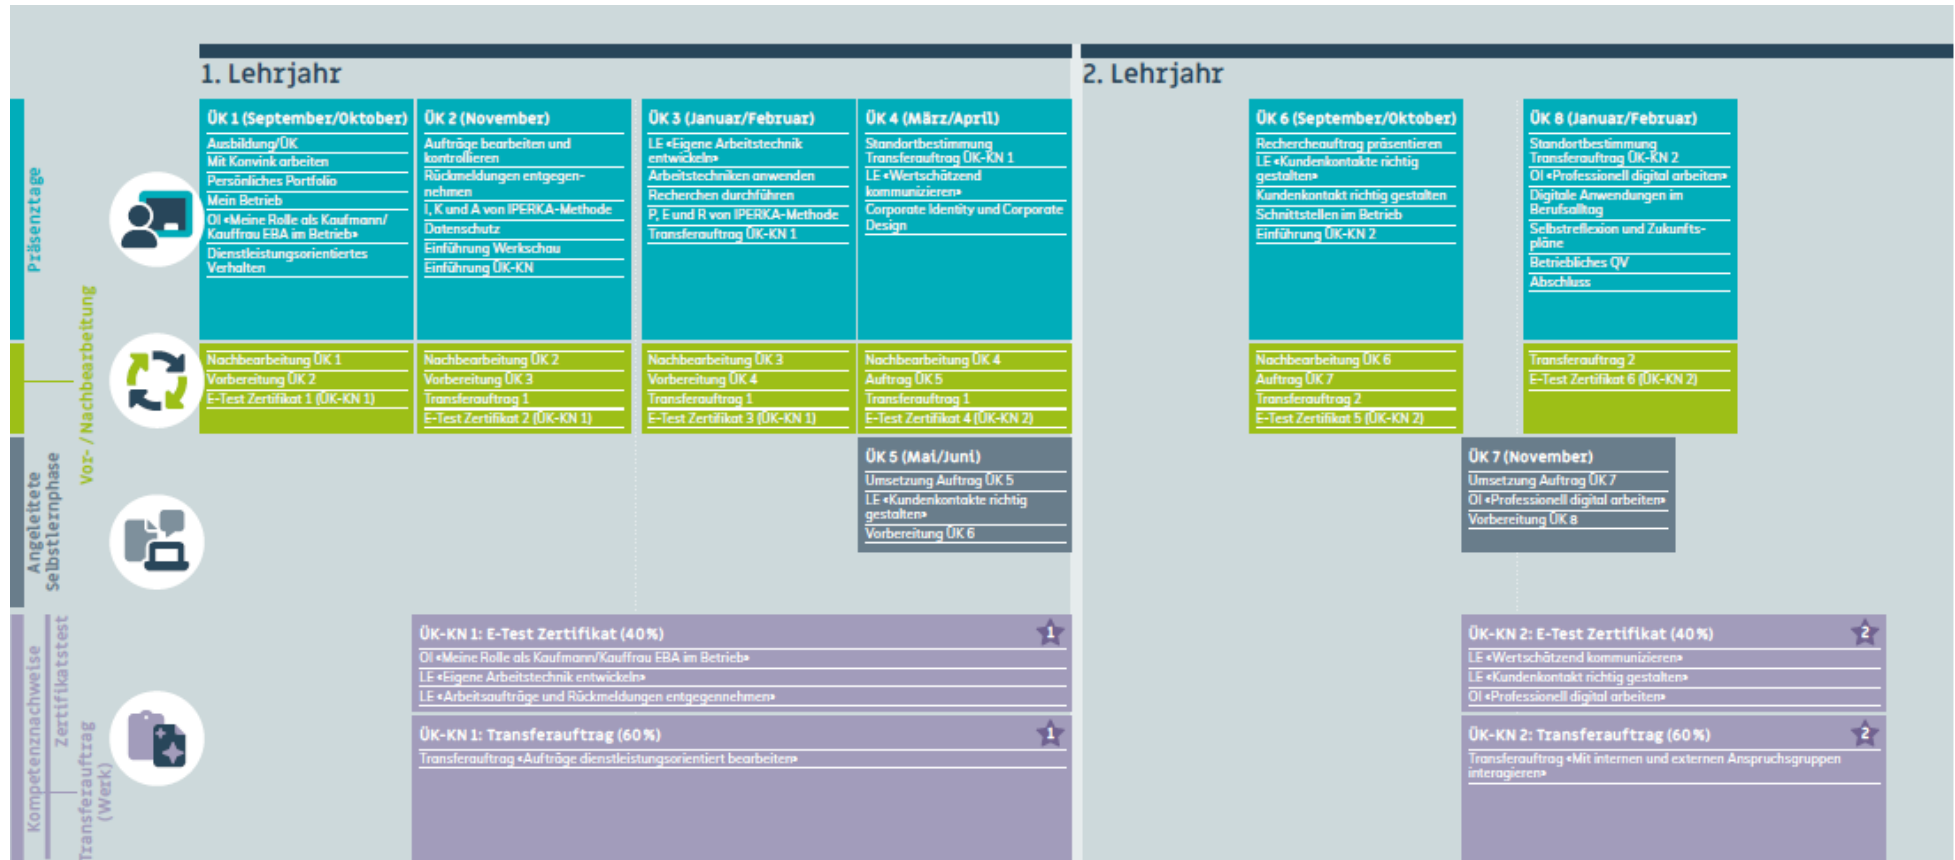 1. Lehrjahr
2. Lehrjahr
Präsenztage
ÜK 1 (September/Oktober)
Ausbildung/ÜK
Mit Konvink arbeiten
Persönliches Portfolio
Mein Betrieb
OI «Meine Rolle als Kaufmann/
Kauffrau EBA im Betrieb»
Dienstleistungsorientiertes
Verhalten
ÜK 2 (November)
Aufträge bearbeiten und
kontrollieren
Rückmeldungen entgegen-
nehmen
I, K und A von IPERKA-Methode
Datenschutz
Einführung Werkschau
Einführung ÜK-KN
ÜK 3 (Januar/Februar)
LE «Eigene Arbeitstechnik
entwickeln»
Arbeitstechniken anwenden
Recherchen durchführen
P, E und R von IPERKA-Methode
Transferauftrag ÜK-KN 1
ÜK 4 (März/April)
Standortbestimmung
Transferauftrag ÜK-KN 1
LE «Wertschätzend
kommunizieren»
Corporate Identity und Corporate
Design
ÜK 6 (September/Oktober)
Rechercheauftrag präsentieren
LE «Kundenkontakte richtig
gestalten»
Kundenkontakt richtig gestalten
Schnittstellen im Betrieb
Einführung ÜK-KN 2
ÜK 8 (Januar/Februar)
Standortbestimmung
Transferauftrag ÜK-KN 2
OI «Professionell digital arbeiten»
Digitale Anwendungen im
Berufsalltag
Selbstreflexion und Zukunfts-
pläne
Betriebliches QV
Abschluss
Vor- / Nachbearbeitung
Nachbearbeitung ÜK 1
Vorbereitung ÜK 2
E-Test Zertifikat 1 (ÜK-KN 1)
Nachbearbeitung ÜK 2
Vorbereitung ÜK 3
Transferauftrag 1
E-Test Zertifikat 2 (ÜK-KN 1)
Nachbearbeitung ÜK 3
Vorbereitung ÜK 4
Transferauftrag 1
E-Test Zertifikat 3 (ÜK-KN 1)
Nachbearbeitung ÜK 4
Auftrag ÜK 5
Transferauftrag 1
E-Test Zertifikat 4 (ÜK-KN 2)
Nachbearbeitung ÜK 6
Auftrag ÜK 7
Transferauftrag 2
E-Test Zertifikat 5 (ÜK-KN 2)
Transferauftrag 2
E-Test Zertifikat 6 (ÜK-KN 2)
Angeleitete
Selbstlernphase
ÜK 5 (Mai/Juni)
Umsetzung Auftrag ÜK 5
LE «Kundenkontakte richtig
gestalten»
Vorbereitung ÜK 6
ÜK 7 (November)
Umsetzung Auftrag ÜK 7
OI «Professionell digital arbeiten»
Vorbereitung ÜK 8
Kompetenznachweise
Zertifikatstest
Transferauftrag
(Werk)
ÜK-KN 1: E-Test Zertifikat (40%)
1
OI «Meine Rolle als Kaufmann/Kauffrau EBA im Betrieb»
LE «Eigene Arbeitstechnik entwickeln»
LE «Arbeitsaufträge und Rückmeldungen entgegennehmen»
ÜK-KN 1: Transferauftrag (60%)
1
Transferauftrag «Aufträge dienstleistungsorientiert bearbeiten»
ÜK-KN 2: E-Test Zertifikat (40%)
2
LE «Wertschätzend kommunizieren»
LE «Kundenkontakt richtig gestalten»
OI «Professionell digital arbeiten»
ÜK-KN 2: Transferauftrag (60%)
2
Transferauftrag «Mit internen und externen Anspruchsgruppen
interagieren»